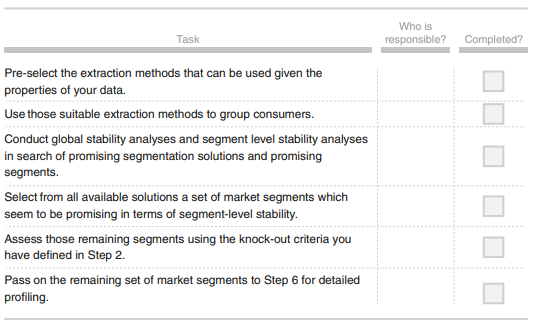 Who is
Task responsible? Completed?
Pre-select the extraction methods that can be used given the
properties of your data.
Use those suitable extraction methods to group consumers.
Conduct global stability analyses and segment level stability analyses
in search of promising segmentation solutions and promising
segments.
Select from all available solutions a set of market segments which
seem to be promising in terms of segment-level stability.
Assess those remaining segments using the knock-out criteria you
have defined in Step 2.
Pass on the remaining set of market segments to Step 6 for detailed
profiling.